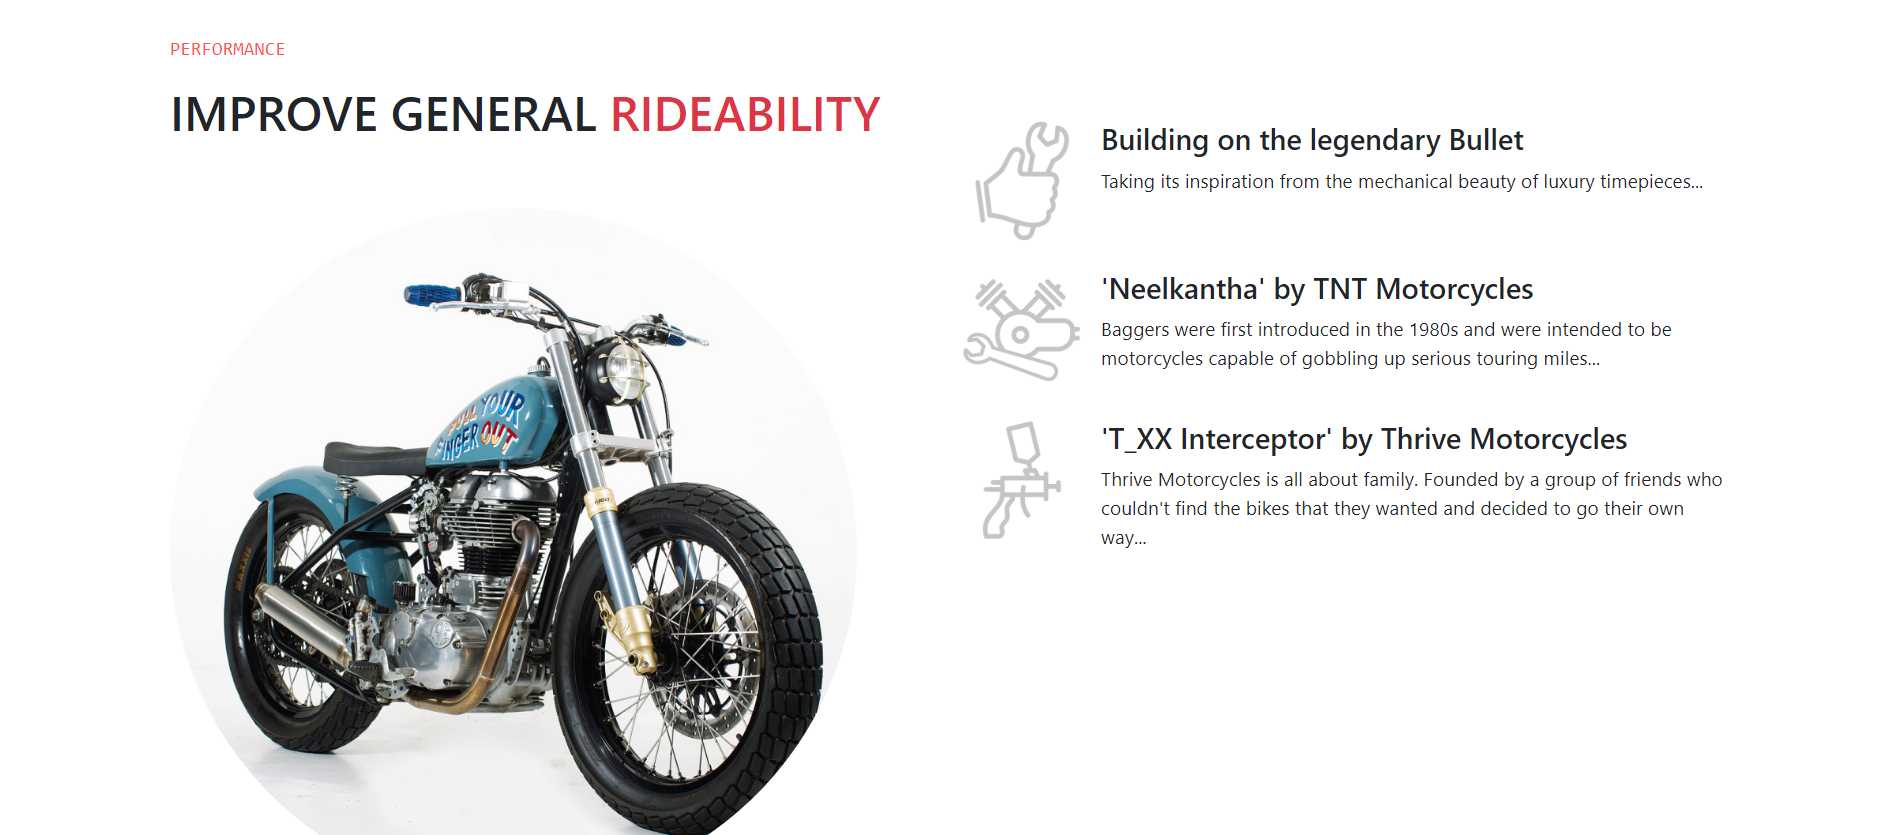 PERFORMANCE
IMPROVE GENERAL RIDEABILITY
Building on the legendary Bullet
Taking its inspiration from the mechanical beauty of luxury timepieces...
'Neelkantha' by TNT Motorcycles
Baggers were first introduced in the 1980s and were intended to be
motorcycles capable of gobbling up serious touring miles...
'T_XX Interceptor' by Thrive Motorcycles
Thrive Motorcycles is all about family. Founded by a group of friends who
couldn't find the bikes that they wanted and decided to go their own
way...
PULL YOUR
FINGER OUT
MAXXIS